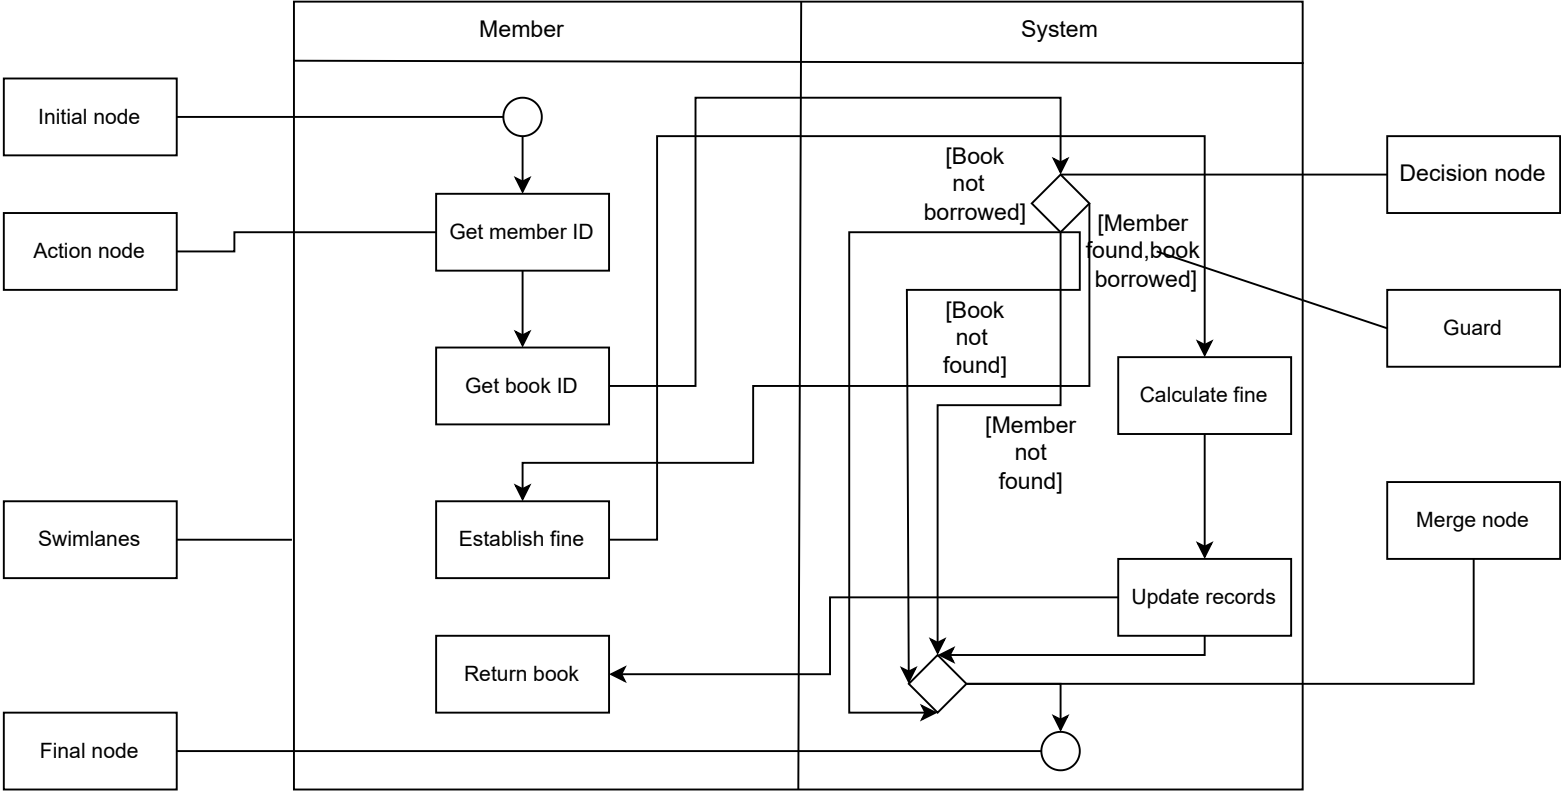 Member
System
Initial node
Action node
Swimlanes
Final node
Get member ID
Get book ID
Establish fine
Return book
[Book
not
borrowed]
[Member
found,book
borrowed]
[Book
not
found]
[Member
not
found]
Calculate fine
Update records
Decision node
Guard
Merge node